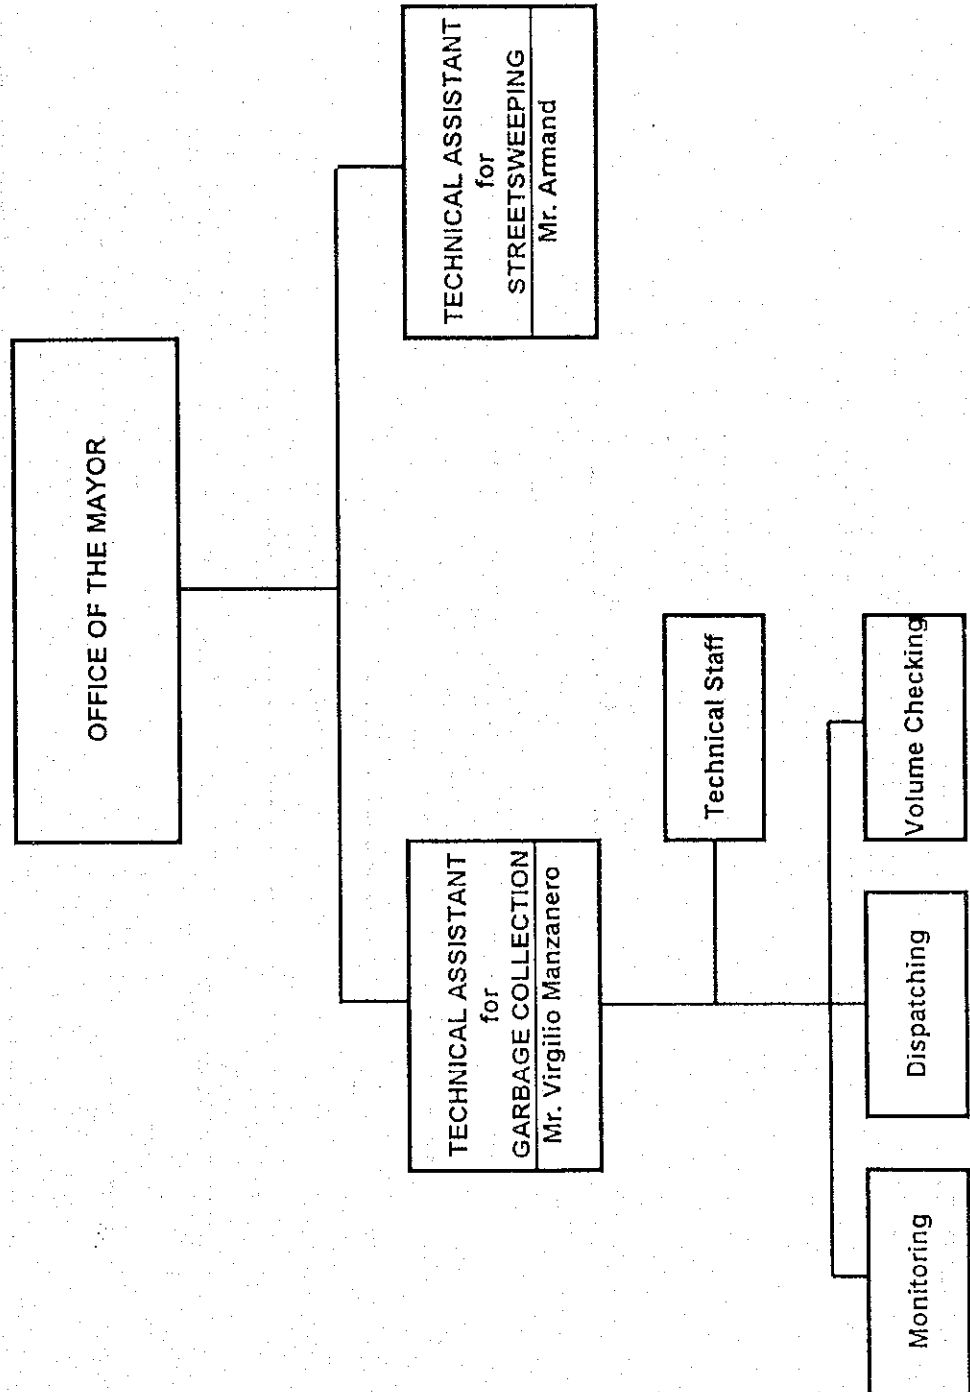 OFFICE OF THE MAYOR
TECHNICAL ASSISTANT
for
GARBAGE COLLECTION
Mr. Virgilio Manzanero
TECHNICAL ASSISTANT
for
STREETSWEEPING
Mr. Armand
Technical Staff
Monitoring
Dispatching
Volume Checking